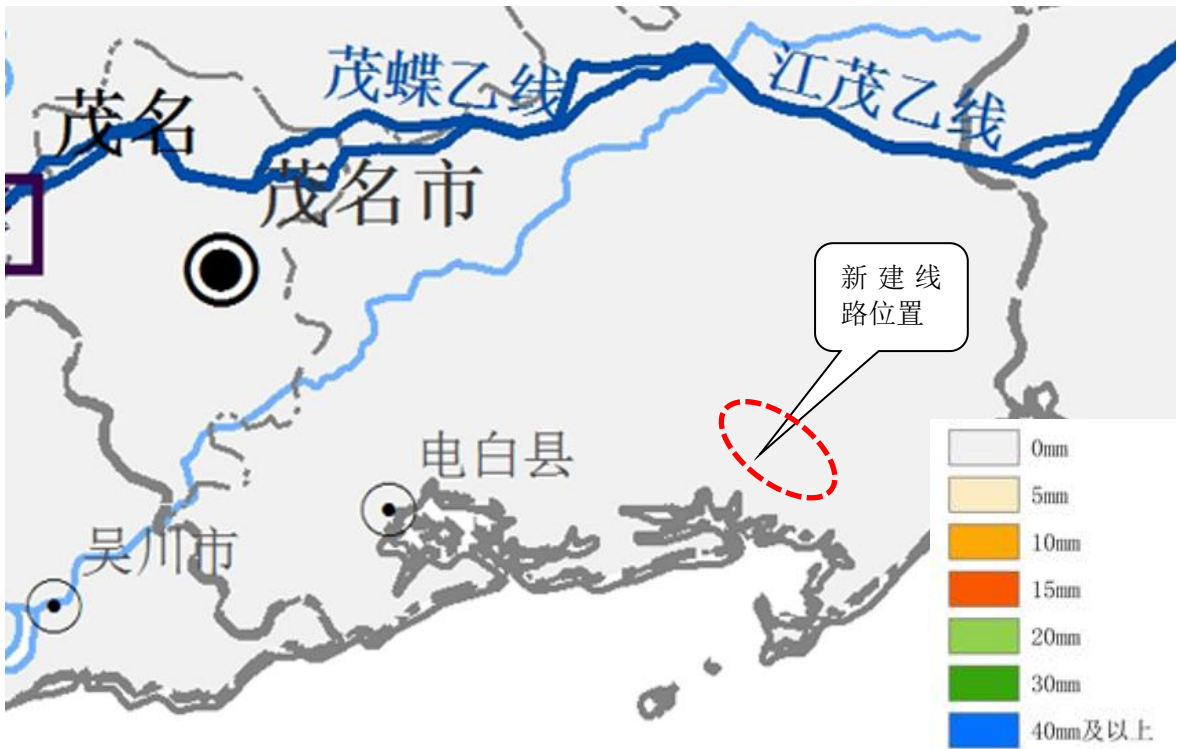 茂蝶乙线
江茂乙线
茂名
茂名市
新建线
路位置
电白县
吴川市
0mm
5mm
10mm
15mm
20mm
30mm
40mm及以上